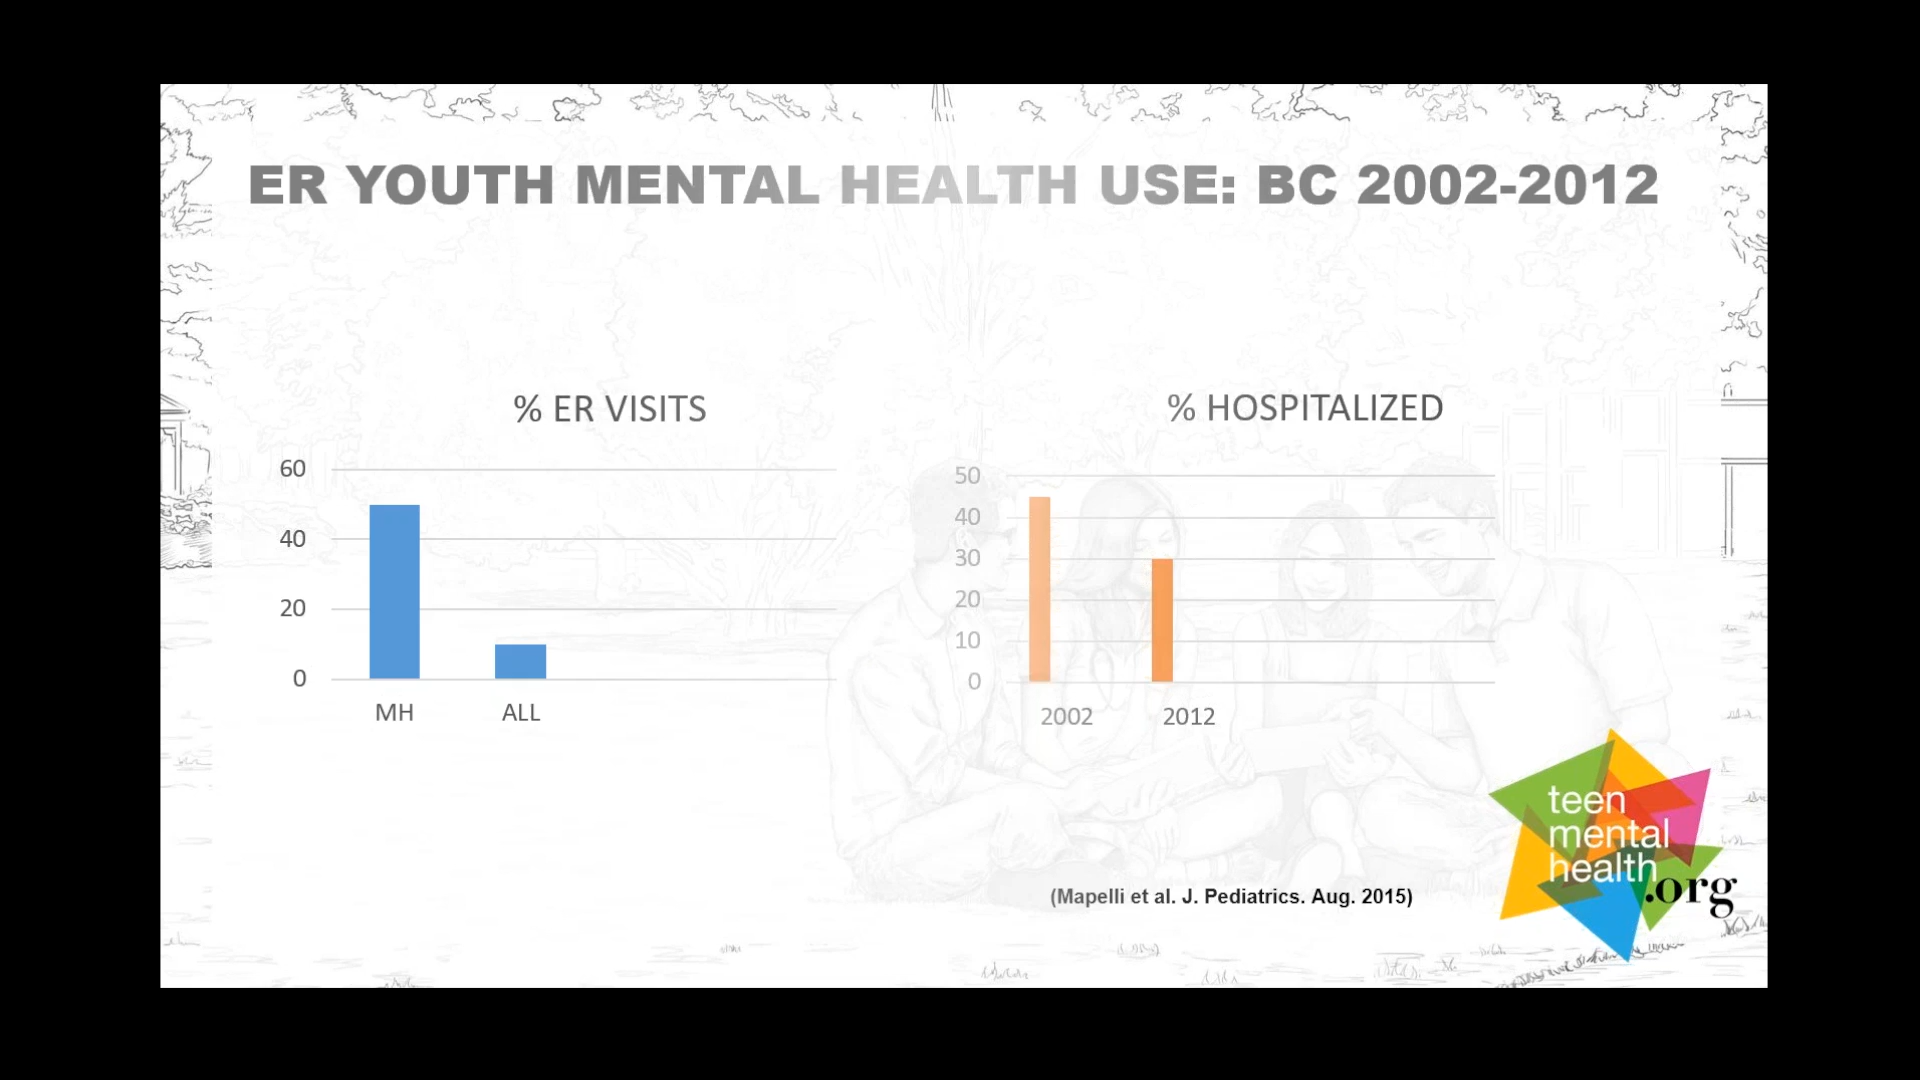 ER YOUTH MENTAL HEALTH USE: BC 2002-2012
% ER VISITS
60
40
20
0
MH ALL
% HOSPITALIZED
50
40
30
20
10
0
2002 2012
(Mapelli et al. J. Pediatrics. Aug. 2015)
teen
mental
health
.org